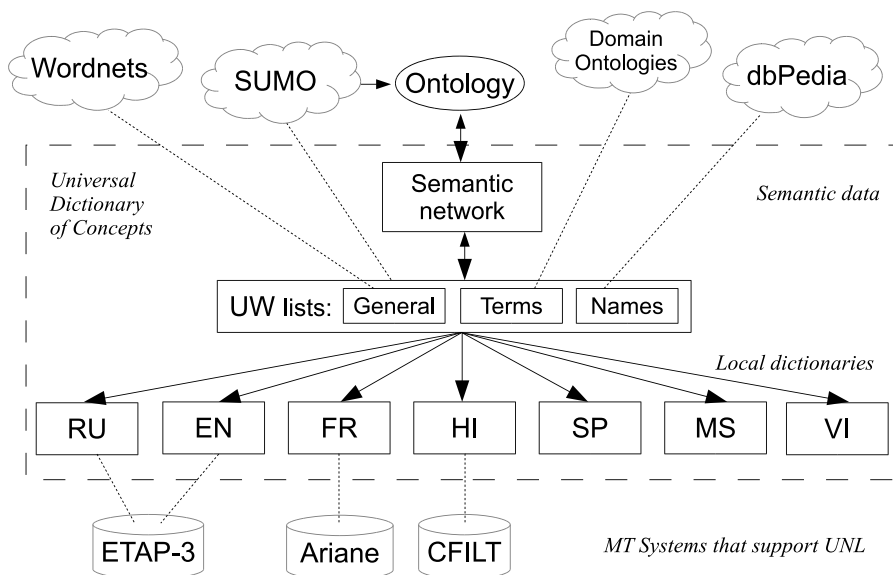 Wordnets
SUMO
Ontology
Domain
Ontologies
dbPedia
Universal
Dictionary
of Concepts
Semantic
network
Semantic data
UW lists: General Terms Names
Local dictionaries
RU EN FR HI SP MS VI
ETAP-3 Ariane CFILT
MT Systems that support UNL